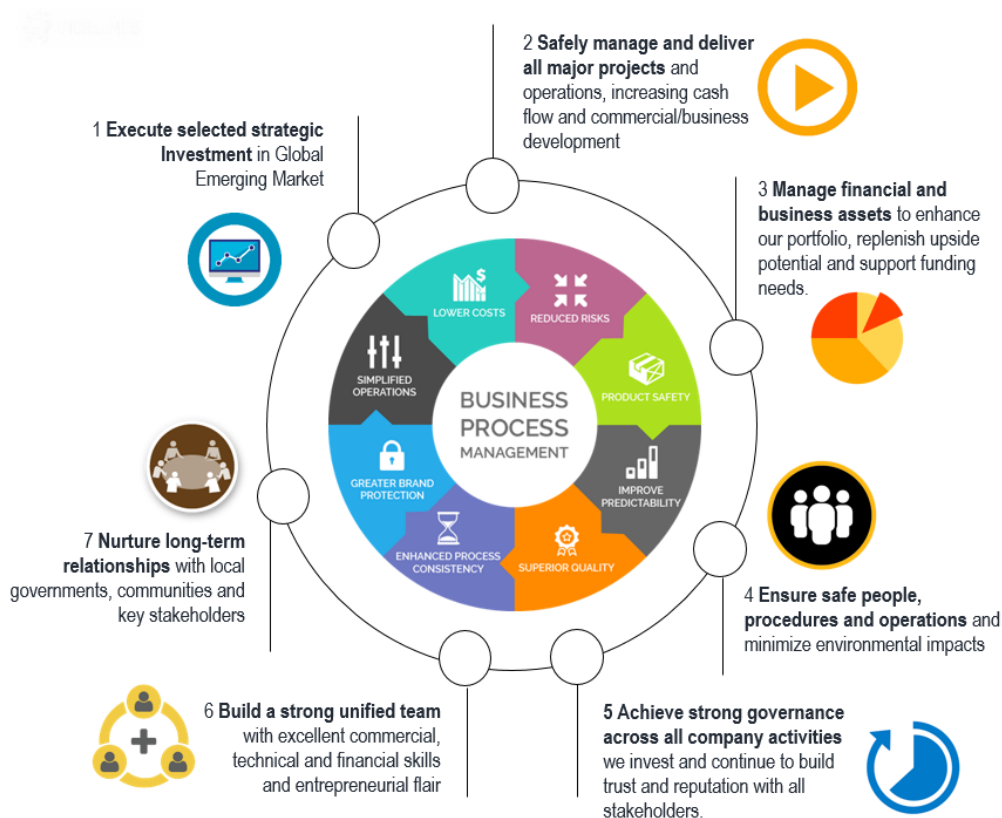 1 Execute selected strategic
Investment in Global
Emerging Market
2 Safely manage and deliver
all major projects and
operations, increasing cash
flow and commercial/business
development
3 Manage financial and
business assets to enhance
our portfolio, replenish upside
potential and support funding
needs.
4 Ensure safe people,
procedures and operations and
minimize environmental impacts
5 Achieve strong governance
across all company activities
we invest and continue to build
trust and reputation with all
stakeholders.
6 Build a strong unified team
with excellent commercial,
technical and financial skills
and entrepreneurial flair
7 Nurture long-term
relationships with local
governments, communities and
key stakeholders
BUSINESS
PROCESS
MANAGEMENT
$
LOWER COSTS
REDUCED RISKS
PRODUCT SAFETY
IMPROVE
PREDICTABILITY
SUPERIOR QUALITY
ENHANCED PROCESS
CONSISTENCY
GREATER BRAND
PROTECTION
SIMPLIFIED
OPERATIONS